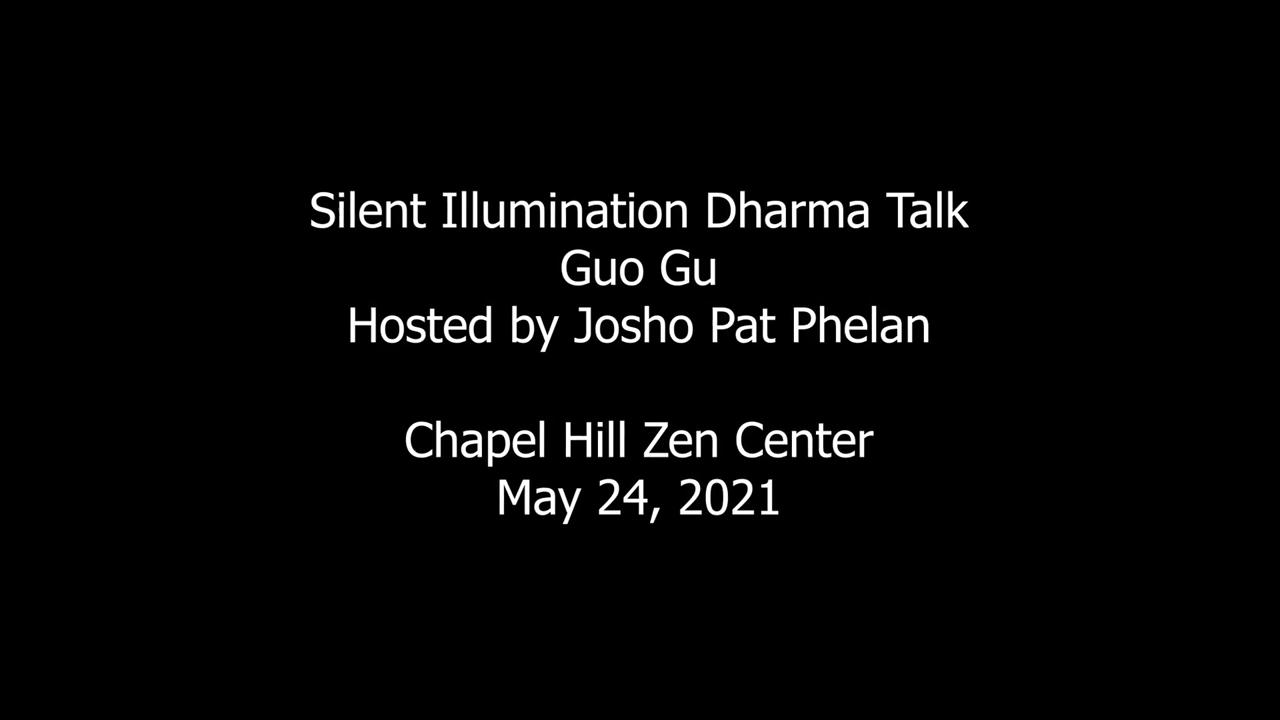 Silent Illumination Dharma Talk
Guo Gu
Hosted by Josho Pat Phelan
Chapel Hill Zen Center
May 24, 2021